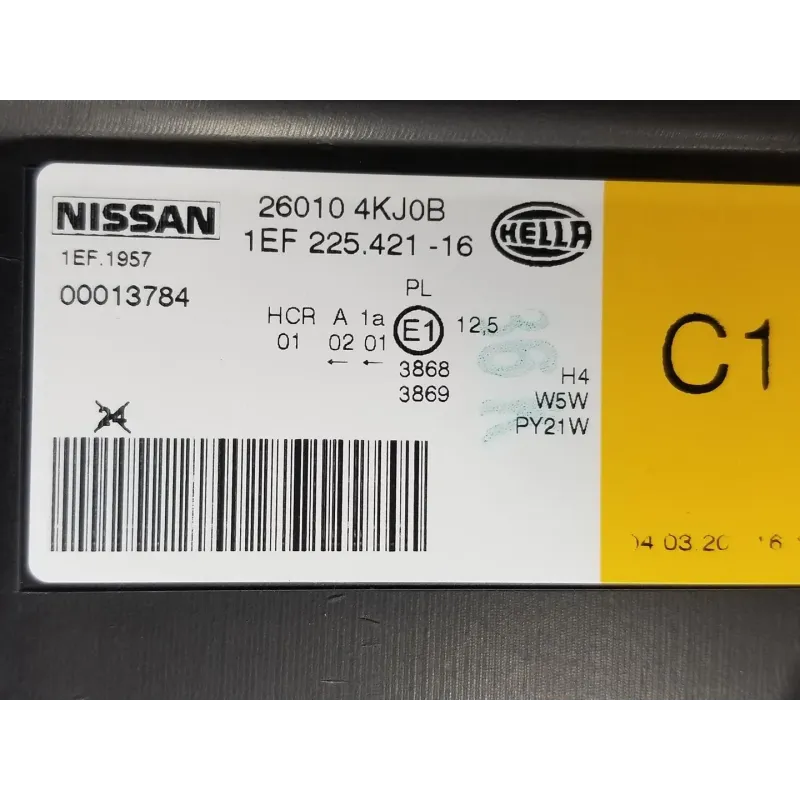 NISSAN 26010 4KJ0B HELLA
1EF.1957 1EF 225.421 -16
00013784
PL
HCR A 1a E1 12,5
01 02 01
← ←
3868
3869
H4
W5W
PY21W
24
C1
04.03.20